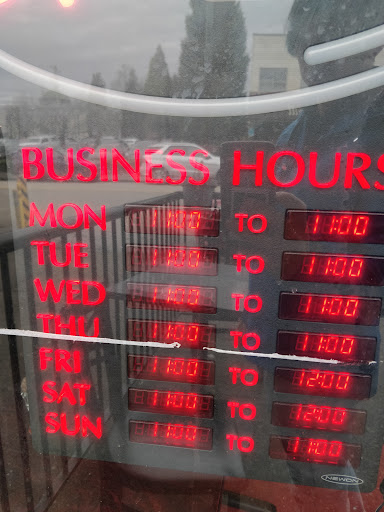 BUSINESS HOURS
MON 11:00 TO 11:00
TUE 11:00 TO 11:00
WED 11:00 TO 11:00
THU 11:00 TO 11:00
FRI 11:00 TO 12:00
SAT 11:00 TO 12:00
SUN 11:00 TO 11:00
NEWON